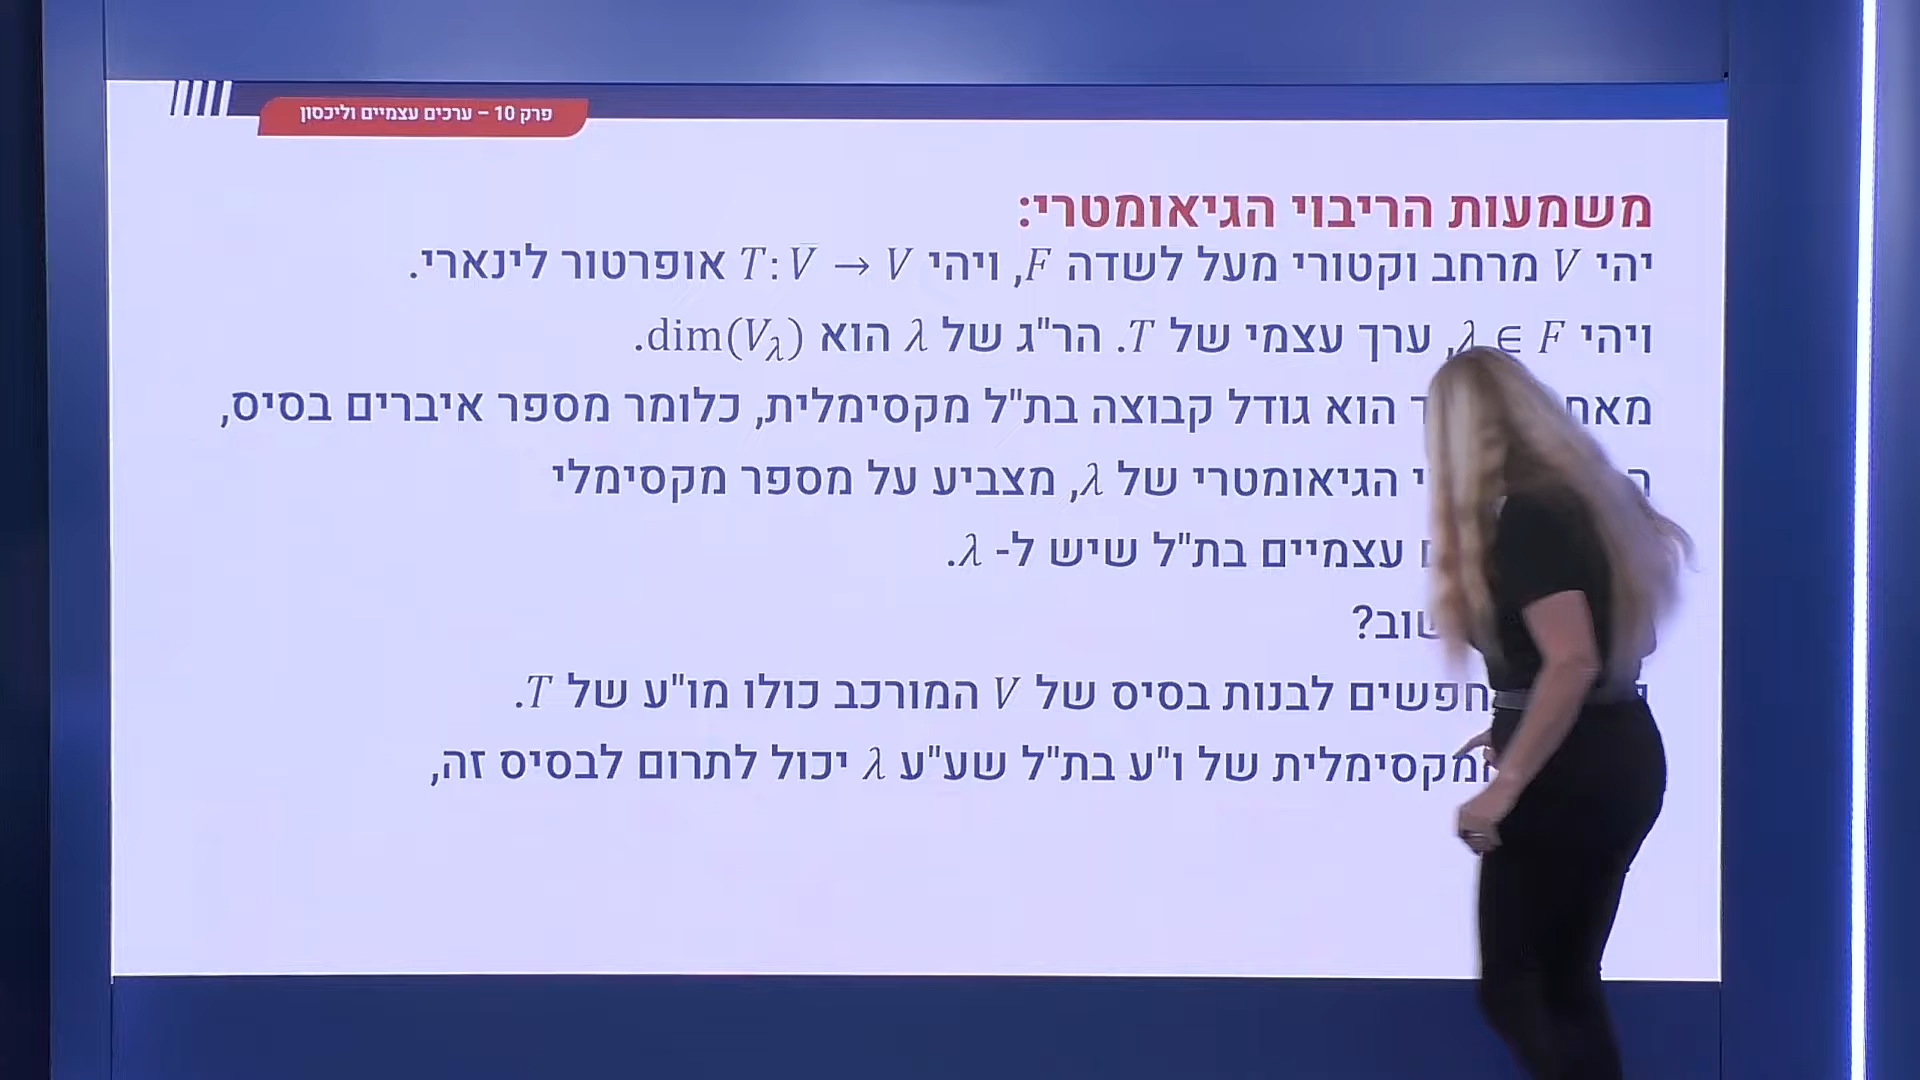 פרק 10 – ערכים עצמיים וליכסון
משמעות הריבוי הגיאומטרי:
יהי V מרחב וקטורי מעל לשדה F, ויהי T: V → V אופרטור לינארי.
ויהי λ ∈ F, ערך עצמי של T. הר"ג של λ הוא dim(V_λ).
הוא גודל קבוצה בת"ל מקסימלית, כלומר מספר איברים בסיס,
הגיאומטרי של λ, מצביע על מספר מקסימלי
עצמיים בת"ל שיש ל- λ.
לבנות בסיס של V המורכב כולו מו"ע של T.
של ו"ע בת"ל שע"ע λ יכול לתרום לבסיס זה,